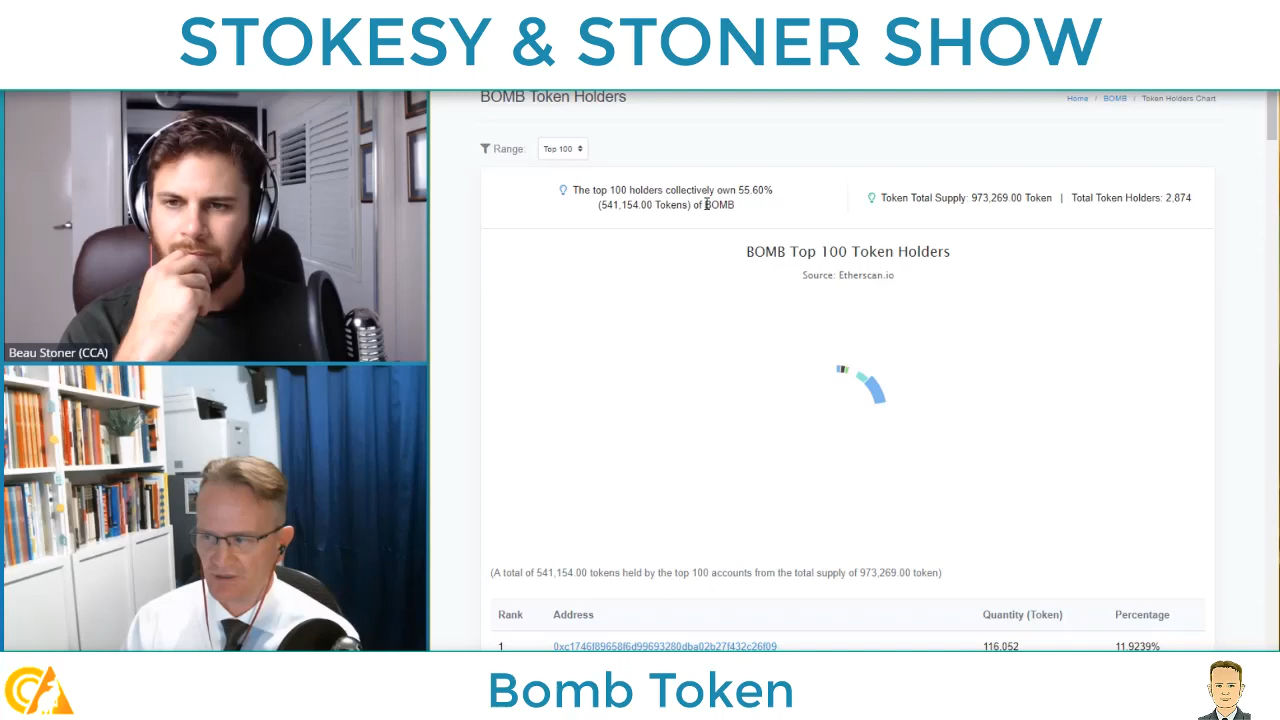 STOKESY & STONER SHOW
BOMB Token Holders
Home / BOMB / Token Holders Chart
Range: Top 100
The top 100 holders collectively own 55.60%
(541,154.00 Tokens) of BOMB
Token Total Supply: 973,269.00 Token | Total Token Holders: 2,874
BOMB Top 100 Token Holders
Source: Etherscan.io
Beau Stoner (CCA)
(A total of 541,154.00 tokens held by the top 100 accounts from the total supply of 973,269.00 token)
Rank Address Quantity (Token) Percentage
1 0xc1746f89658f6d99693280dba02b27f432c26f09 116,052 11.9239%
Bomb Token